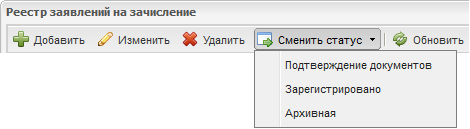 Реестр заявлений на зачисление
Добавить Изменить Удалить Сменить статус Обновить
Подтверждение документов
Зарегистрировано
Архивная